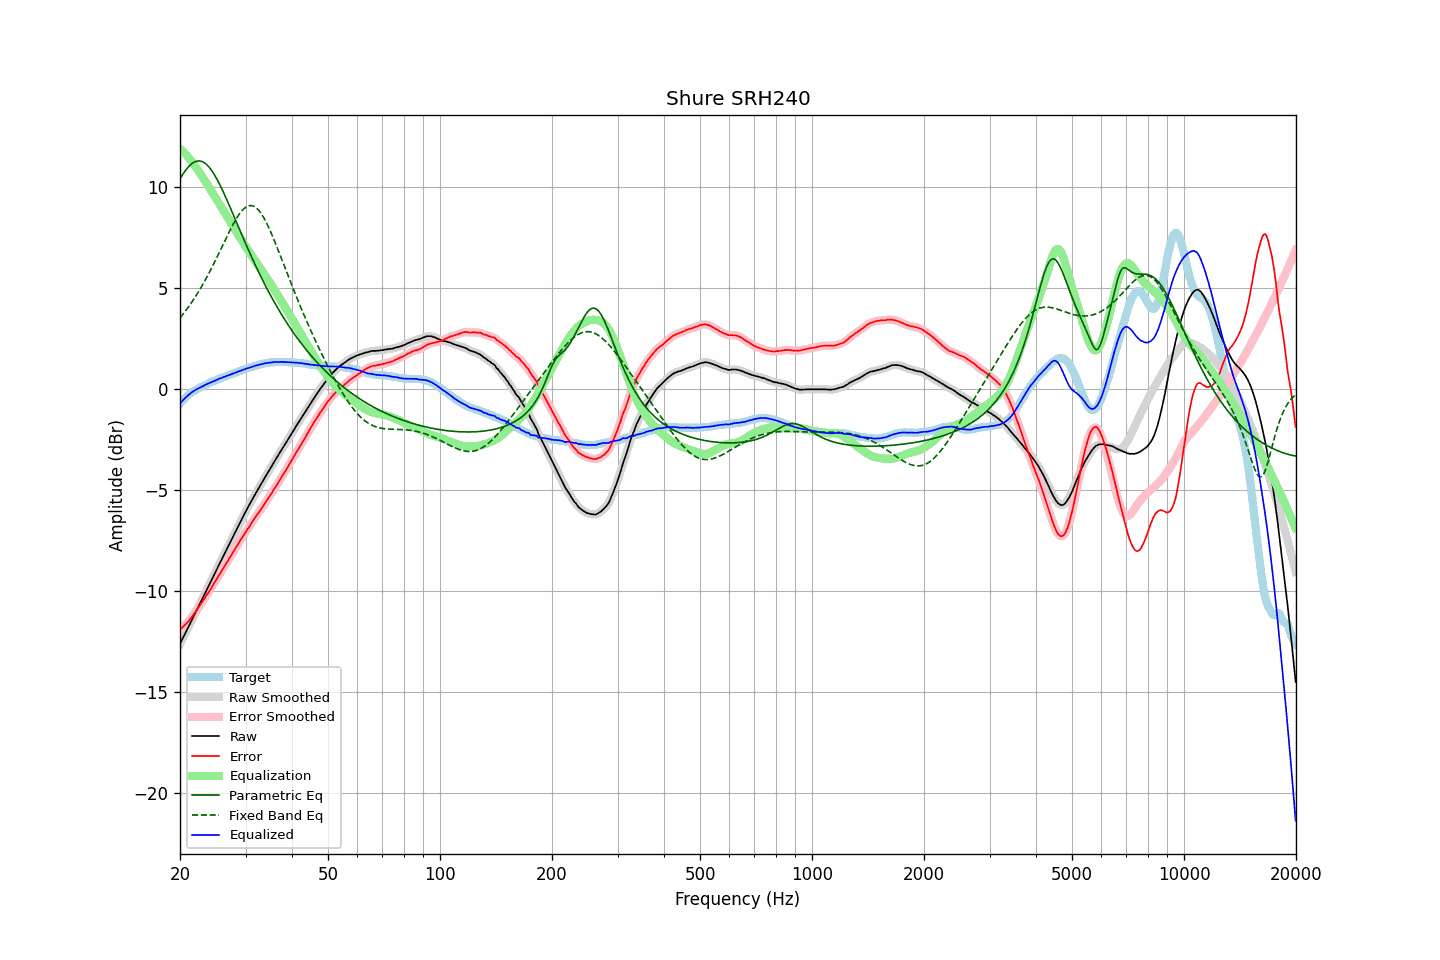 Shure SRH240
Amplitude (dBr)
10
5
0
−5
−10
−15
−20
Target
Raw Smoothed
Error Smoothed
Raw
Error
Equalization
Parametric Eq
Fixed Band Eq
Equalized
20 50 100 200 500 1000 2000 5000 10000 20000
Frequency (Hz)